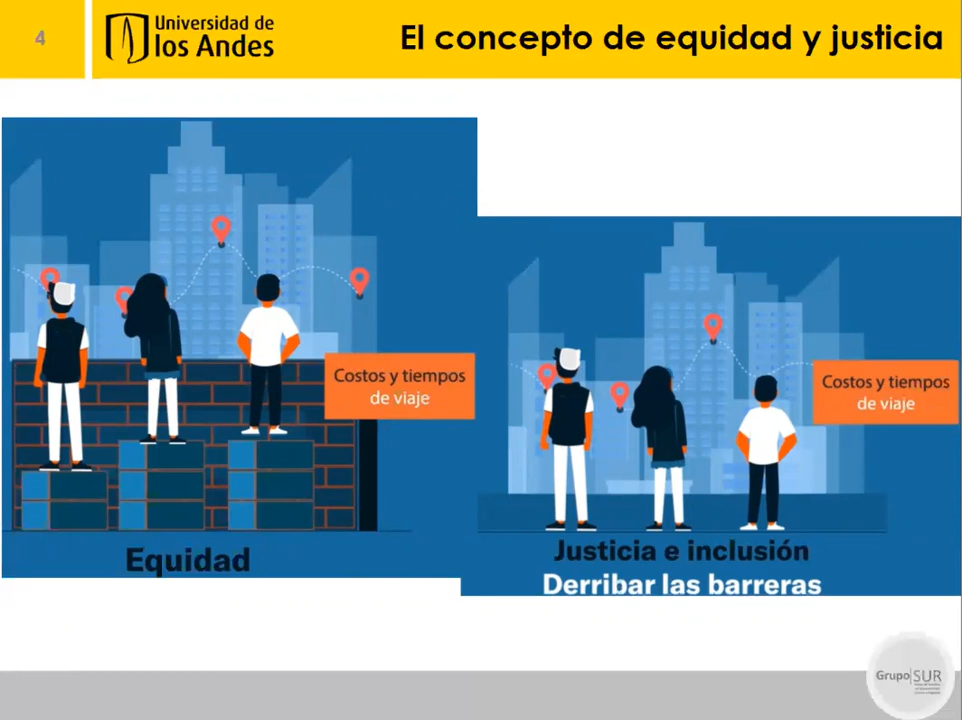 4
Universidad de
los Andes
El concepto de equidad y justicia
Costos y tiempos
de viaje
Equidad
Costos y tiempos
de viaje
Justicia e inclusión
Derribar las barreras
Grupo|SUR